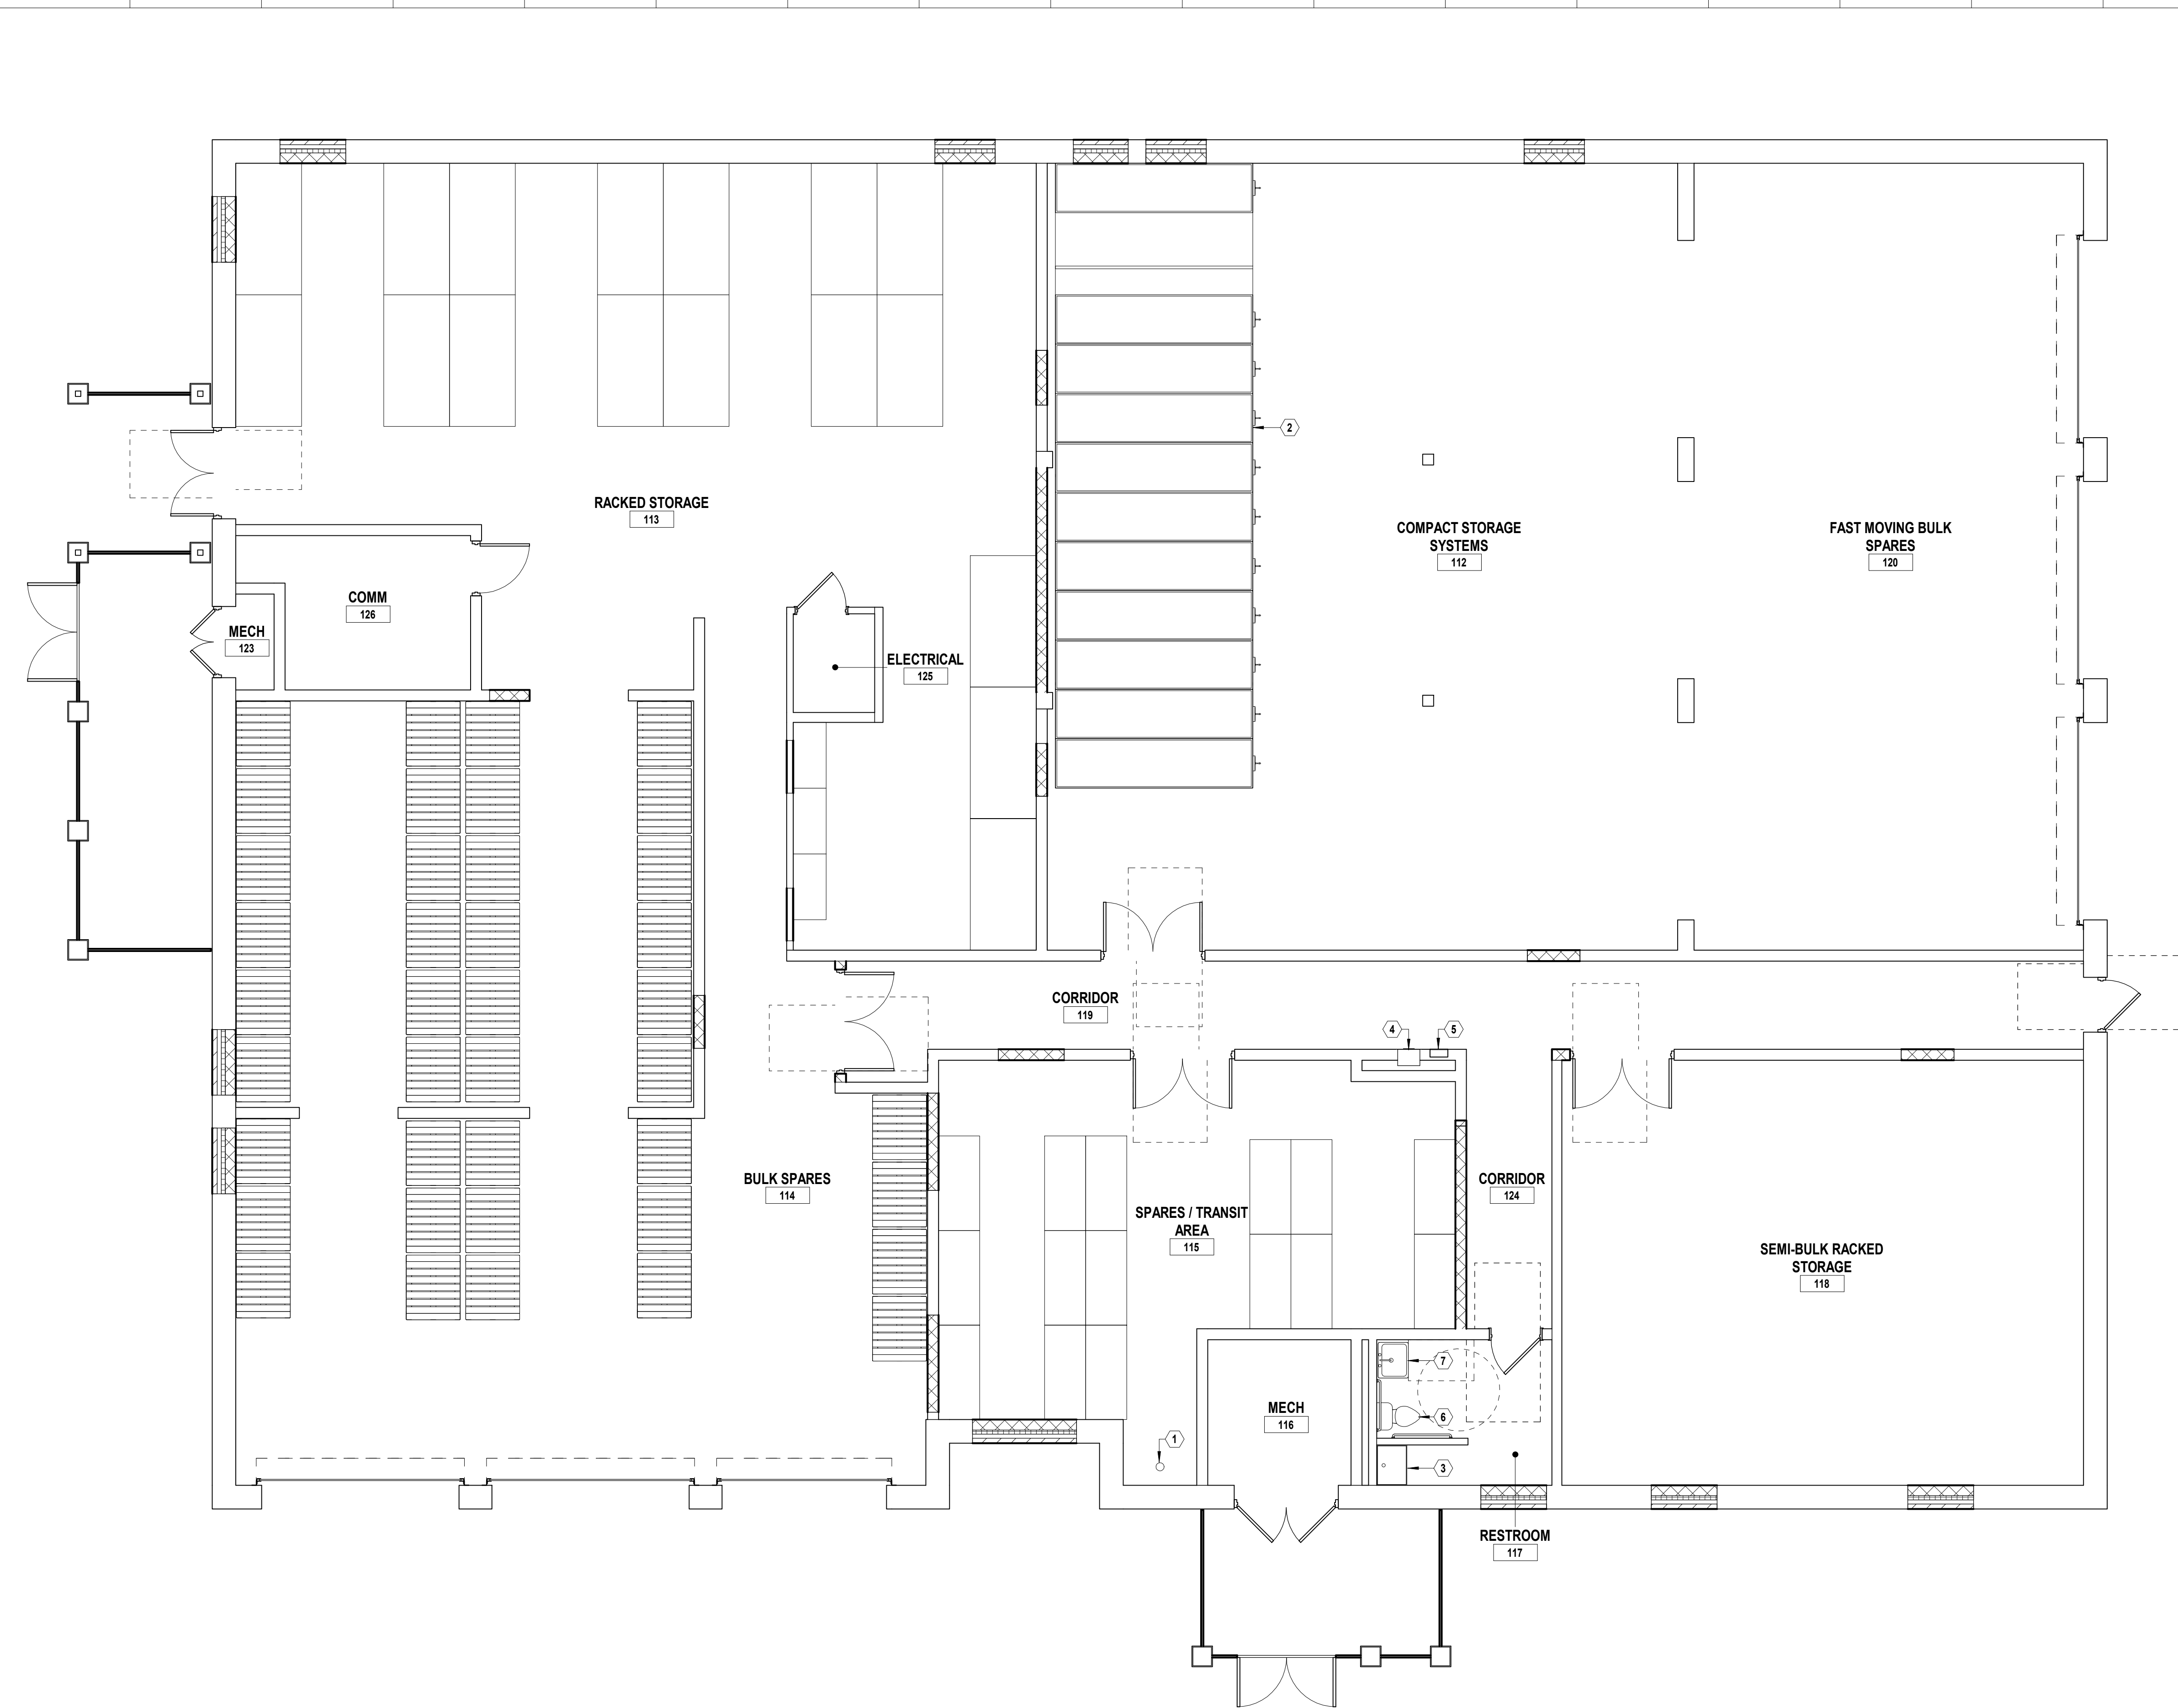 2
RACKED STORAGE
113
COMPACT STORAGE
SYSTEMS
112
FAST MOVING BULK
SPARES
120
COMM
126
MECH
123
ELECTRICAL
125
CORRIDOR
119
4
5
BULK SPARES
114
SPARES / TRANSIT
AREA
115
CORRIDOR
124
SEMI-BULK RACKED
STORAGE
118
7
MECH
116
6
1
3
RESTROOM
117